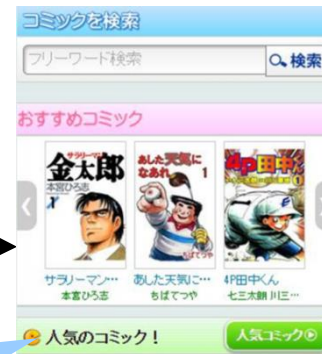 コミックを検索
フリーワード検索
検索
おすすめコミック
サラリーマン
金太郎
本宮ひろ志
1
あした天気に
なあれ 1
4P田中くん
1
サラリーマン…
本宮ひろ志
あした天気に…
ちばてつや
4P田中くん
七三太朗 川三…
人気のコミック！
人気コミック